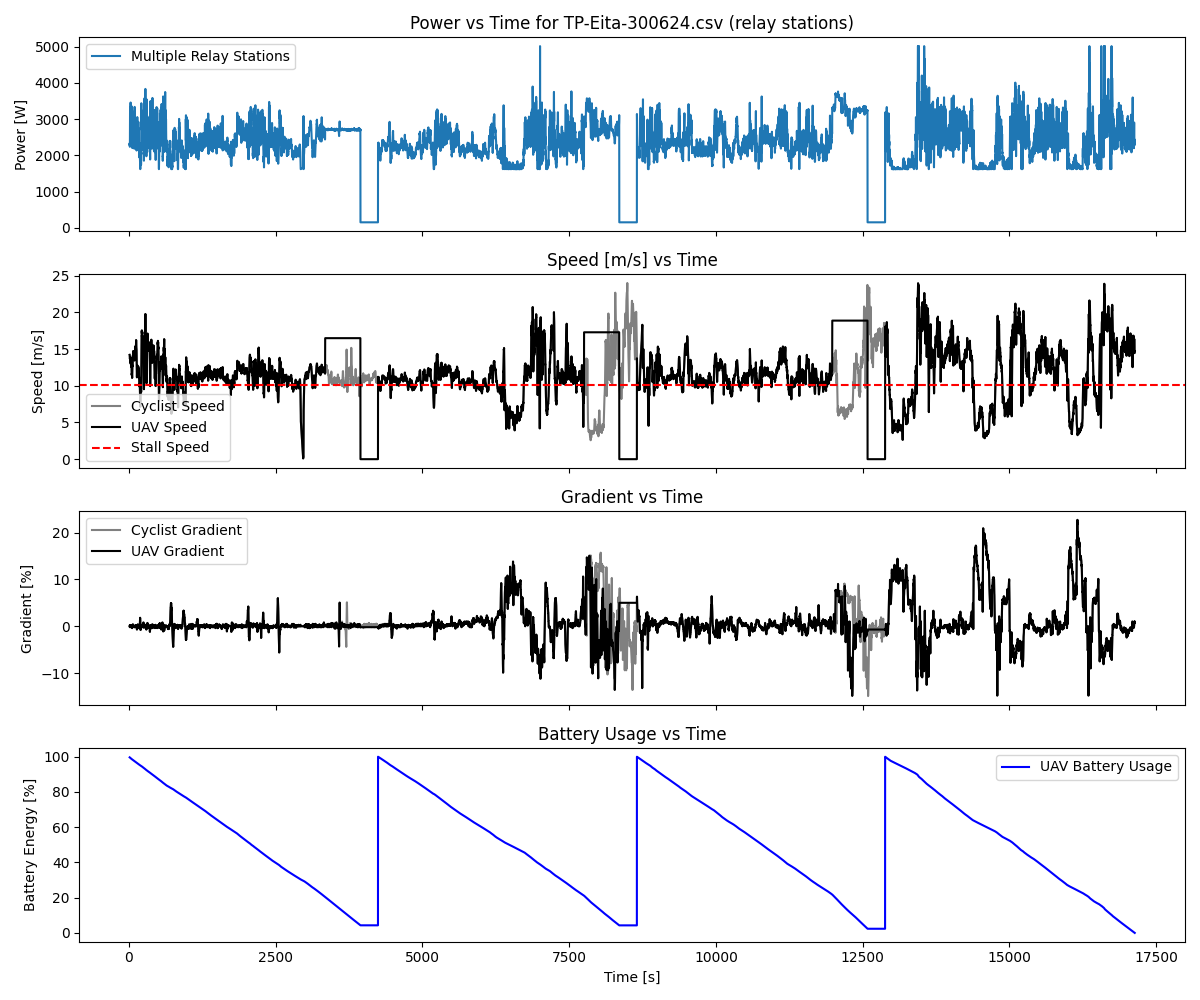 Power vs Time for TP-Eita-300624.csv (relay stations)
Multiple Relay Stations
Power [W]
5000
4000
3000
2000
1000
0
Speed [m/s] vs Time
Speed [m/s]
25
20
15
10
5
0
Cyclist Speed
UAV Speed
Stall Speed
Gradient vs Time
Cyclist Gradient
UAV Gradient
Gradient [%]
20
10
0
−10
Battery Usage vs Time
UAV Battery Usage
Battery Energy [%]
100
80
60
40
20
0
0 2500 5000 7500 10000 12500 15000 17500
Time [s]